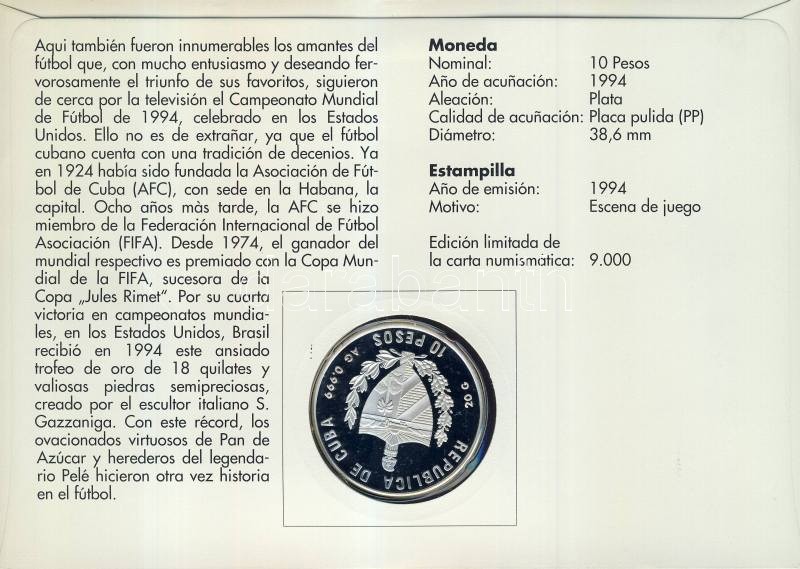 Aqui también fueron innumerables los amantes del
fútbol que, con mucho entusiasmo y deseando fer-
vorosamente el triunfo de sus favoritos, siguieron
de cerca por la televisión el Campeonato Mundial
de Fútbol de 1994, celebrado en los Estados
Unidos. Ello no es de extrañar, ya que el fútbol
cubano cuenta con una tradición de decenios. Ya
en 1924 había sido fundada la Asociación de Fút-
bol de Cuba (AFC), con sede en la Habana, la
capital. Ocho años màs tarde, la AFC se hizo
miembro de la Federación Internacional de Fútbol
Asociación (FIFA). Desde 1974, el ganador del
mundial respectivo es premiado con la Copa Mun-
dial de la FIFA, sucesora de la
Copa „Jules Rimet". Por su cuarta
victoria en campeonatos mundia-
les, en los Estados Unidos, Brasil
recibió en 1994 este ansiado
trofeo de oro de 18 quilates y
valiosas piedras semipreciosas,
creado por el escultor italiano S.
Gazzaniga. Con este récord, los
ovacionados virtuosos de Pan de
Azúcar y herederos del legenda-
rio Pelé hicieron otra vez historia
en el fútbol.
Moneda
Nominal: 10 Pesos
Año de acuñación: 1994
Aleación: Plata
Calidad de acuñación: Placa pulida (PP)
Diámetro: 38,6 mm
Estampilla
Año de emisión: 1994
Motivo: Escena de juego
Edición limitada de
la carta numismática: 9.000
darabanth
10 PESOS
AG 0.999
20 G
REPUBLICA DE CUBA